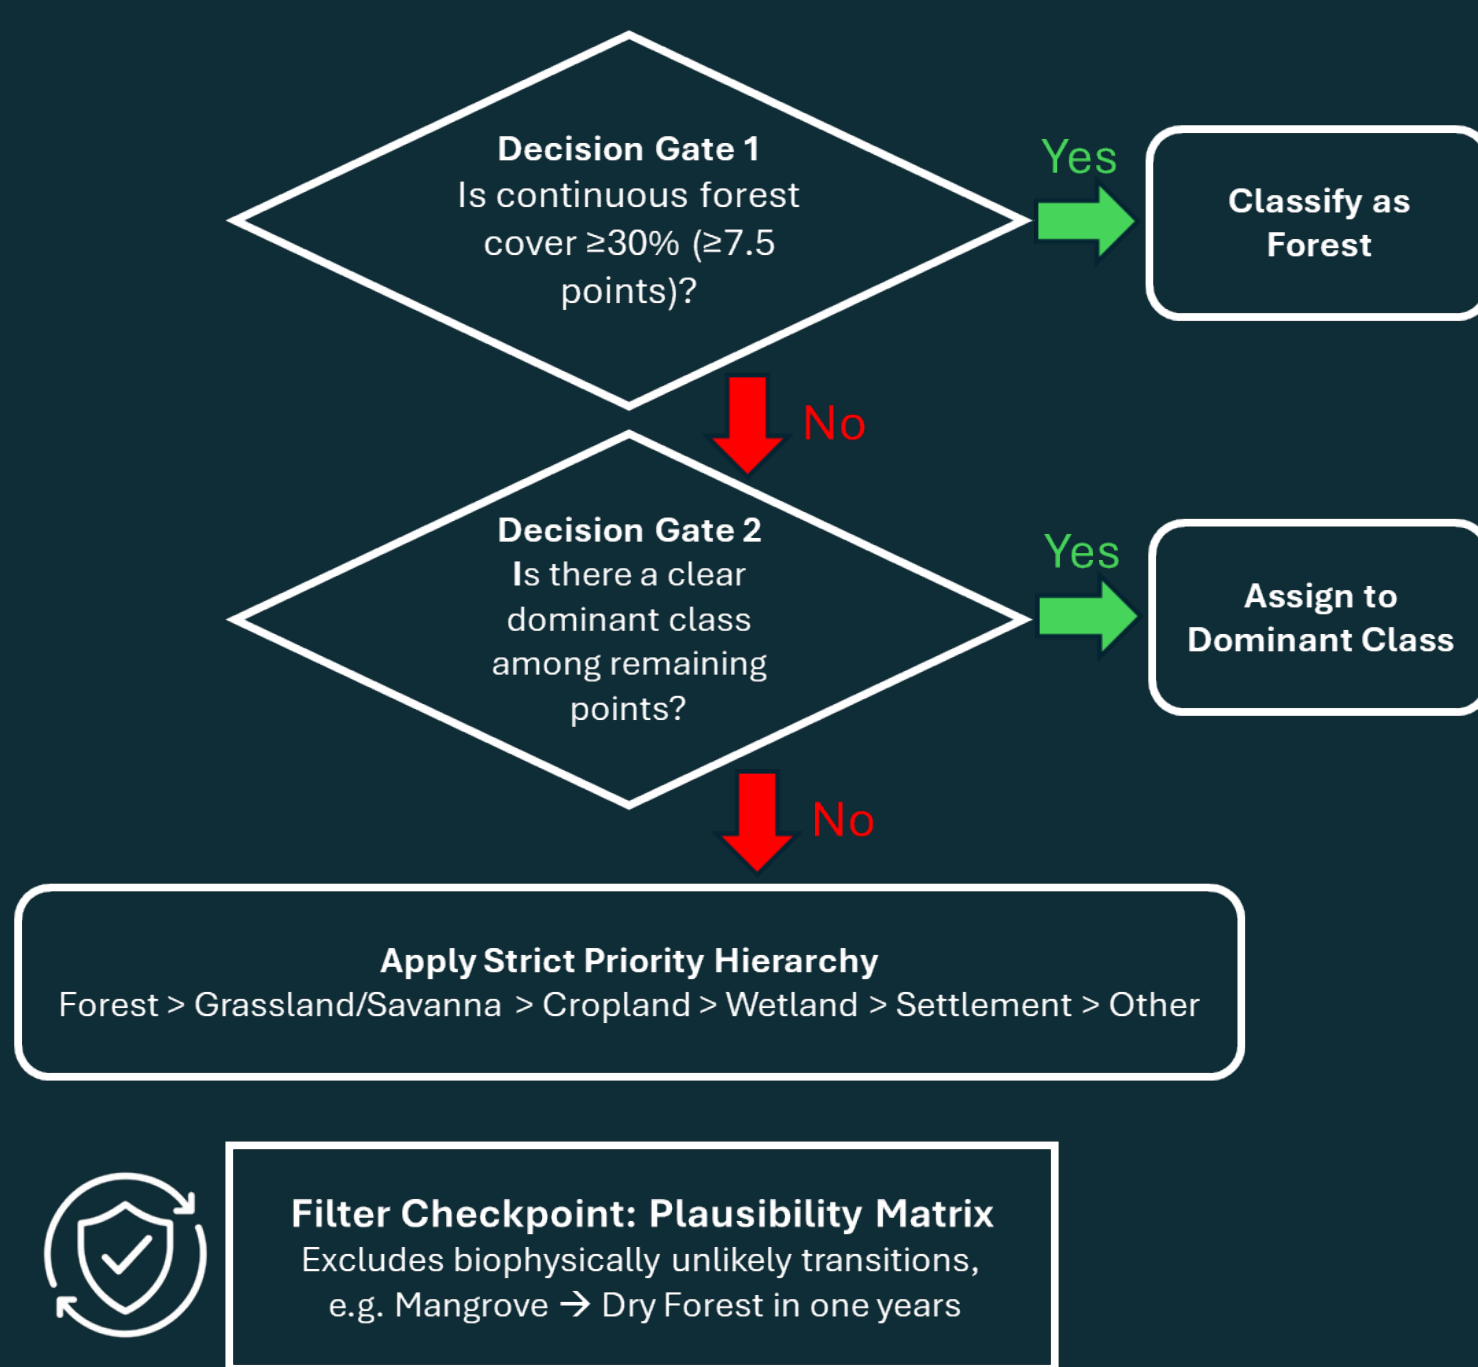 Decision Gate 1
Is continuous forest
cover ≥30% (≥7.5
points)?
Yes
Classify as
Forest
No
Decision Gate 2
Is there a clear
dominant class
among remaining
points?
Yes
Assign to
Dominant Class
No
Apply Strict Priority Hierarchy
Forest > Grassland/Savanna > Cropland > Wetland > Settlement > Other
Filter Checkpoint: Plausibility Matrix
Excludes biophysically unlikely transitions,
e.g. Mangrove → Dry Forest in one years